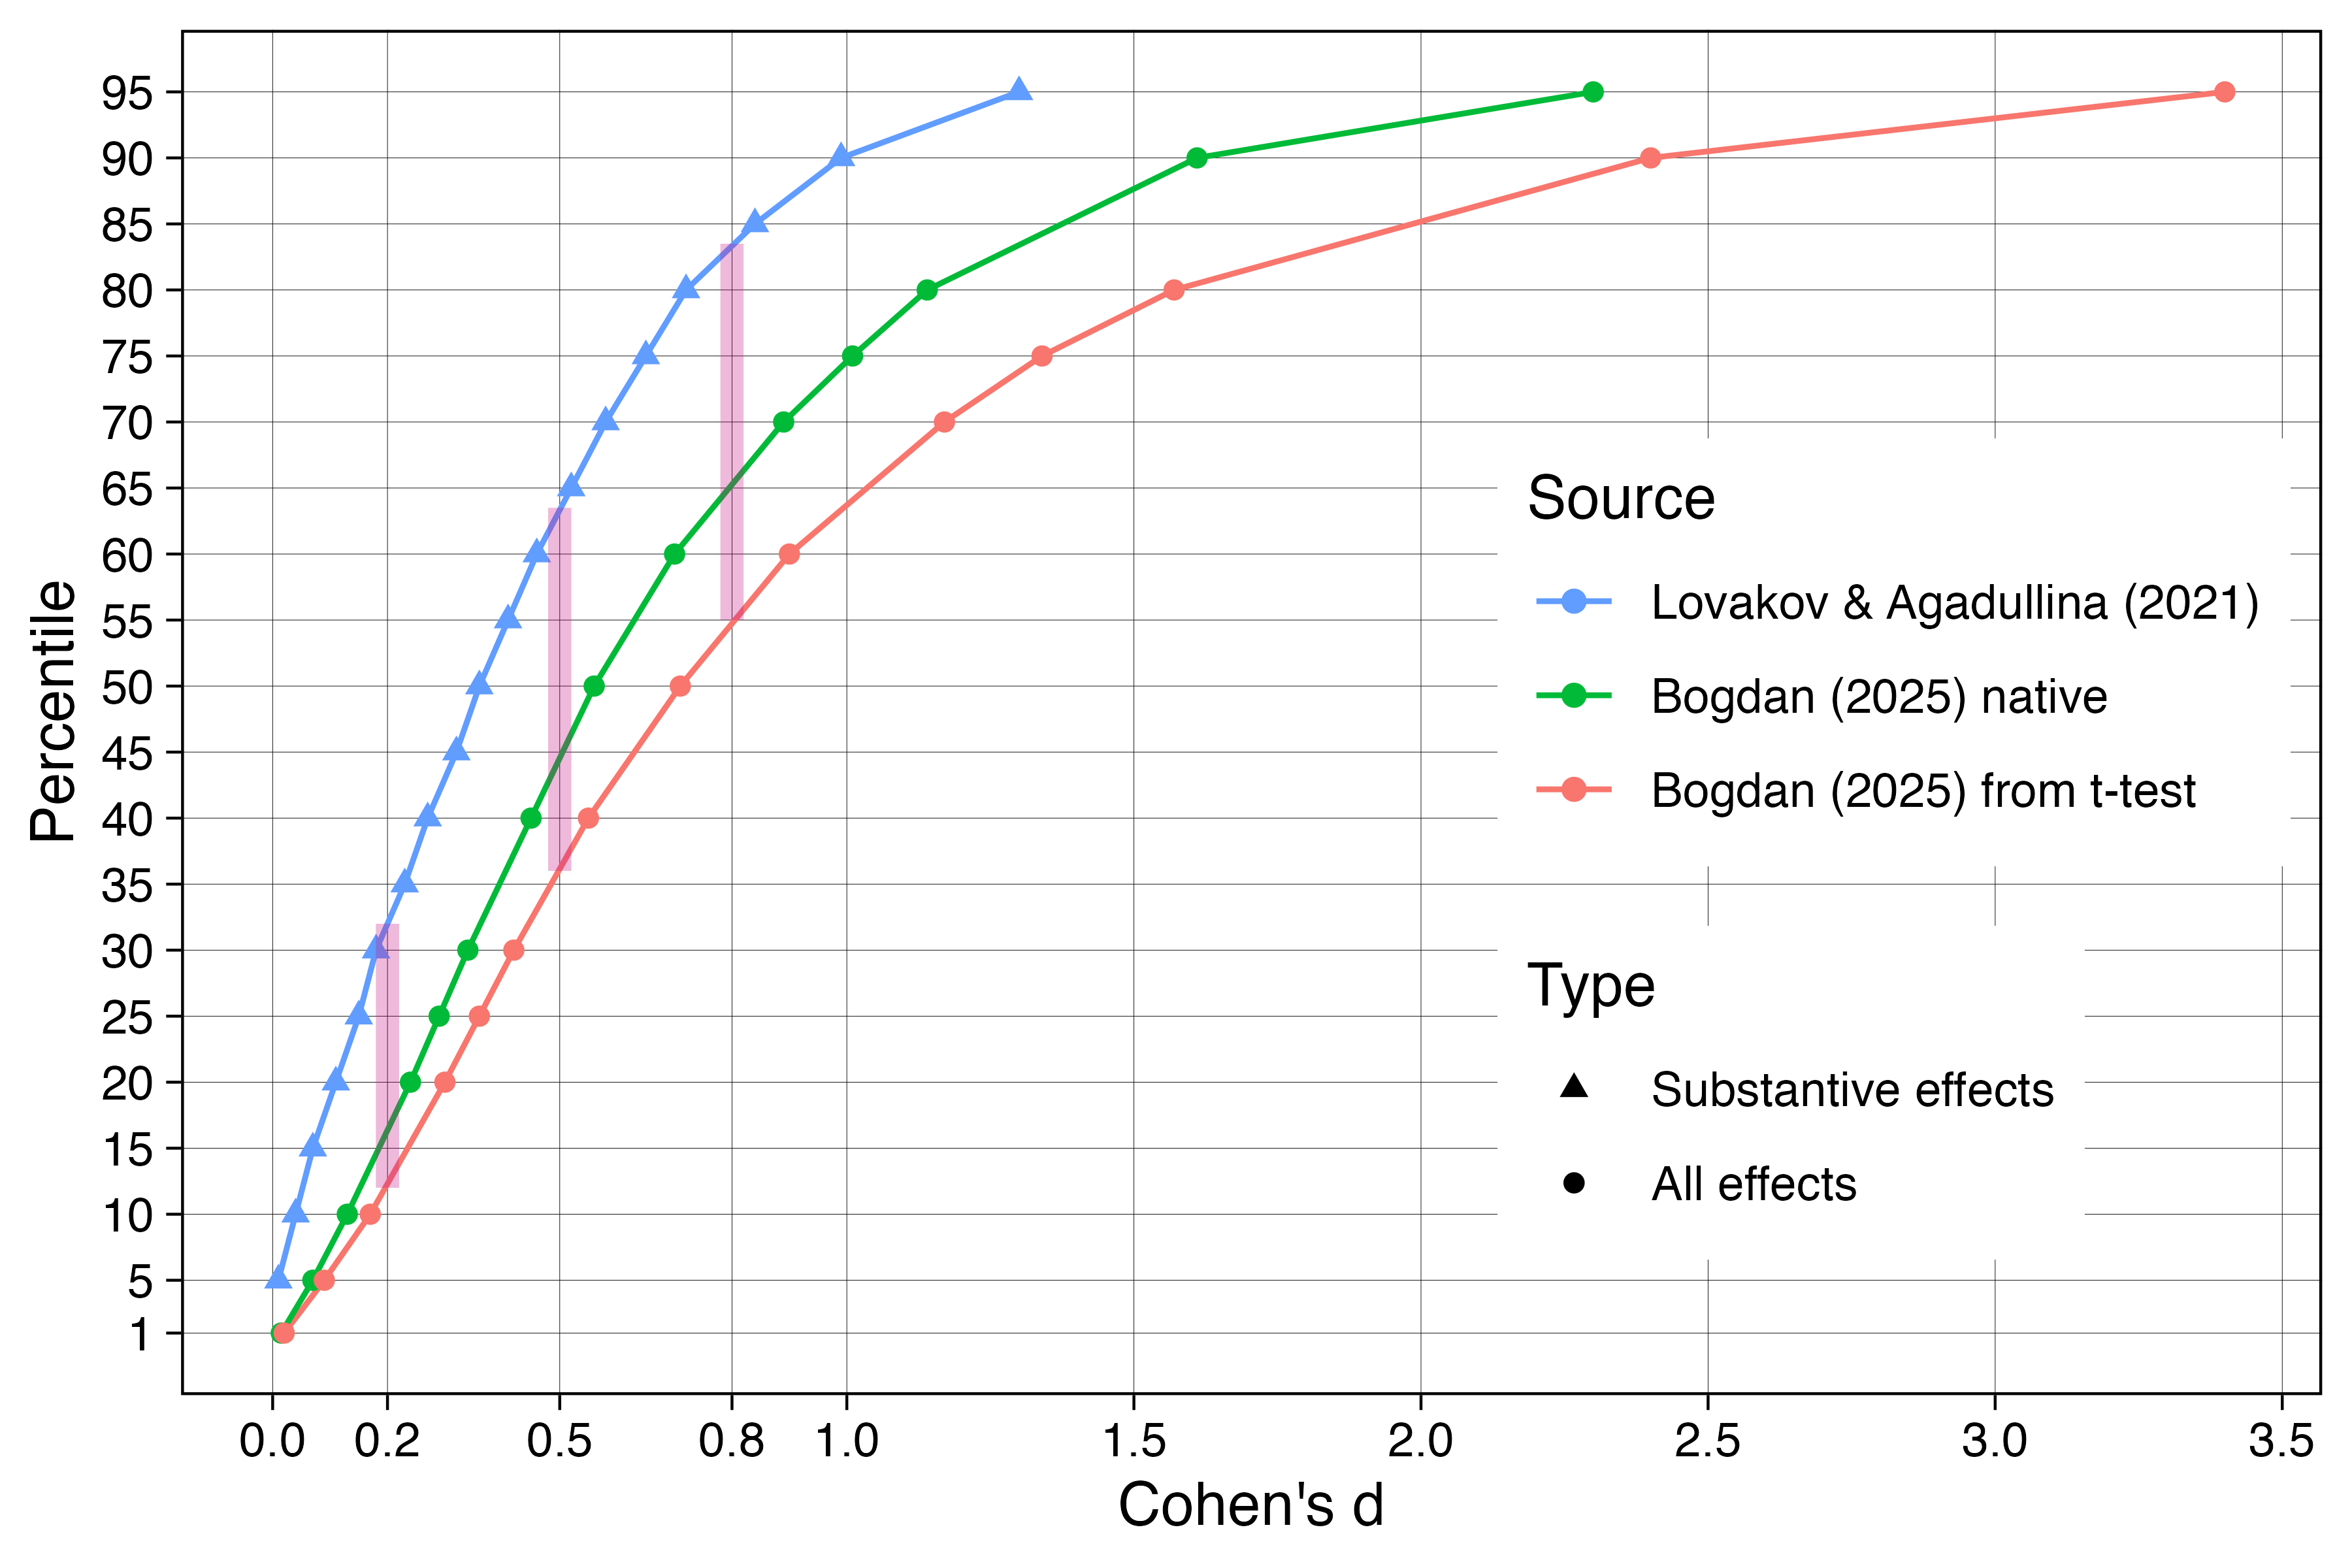 Percentile
95
90
85
80
75
70
65
60
55
50
45
40
35
30
25
20
15
10
5
1
0.0 0.2 0.5 0.8 1.0 1.5 2.0 2.5 3.0 3.5
Cohen's d
Source
Lovakov & Agadullina (2021)
Bogdan (2025) native
Bogdan (2025) from t-test
Type
Substantive effects
All effects